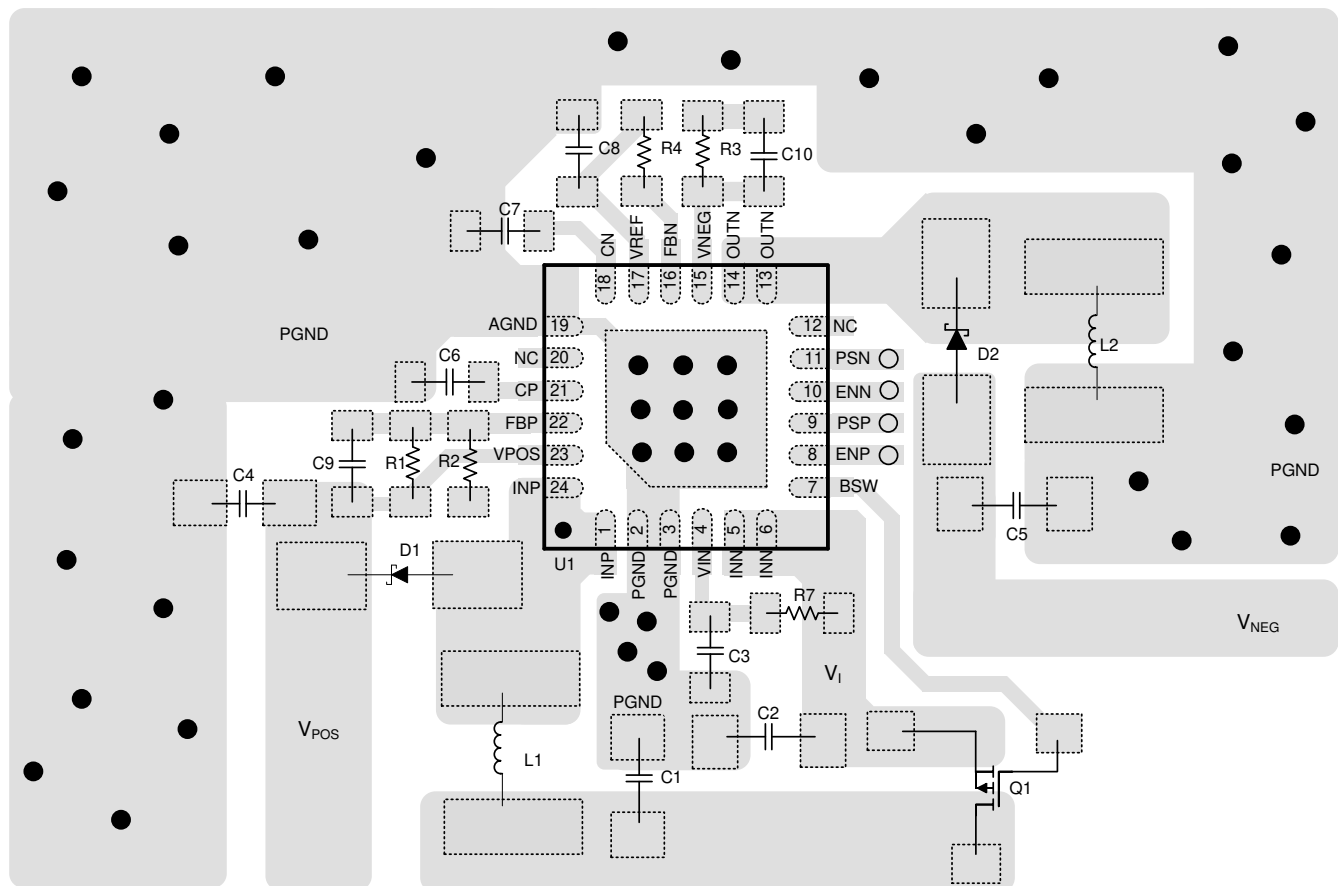 C8
R4
R3
C10
C7
CN
VREF
FBN
VNEG
OUTN
OUTN
18
17
16
15
14
13
PGND
AGND
19
12
NC
D2
L2
NC
20
11
PSN
C6
CP
21
10
ENN
FBP
22
9
PSP
C9
R1
R2
VPOS
23
8
ENP
PGND
C4
INP
24
7
BSW
C5
1
2
3
4
5
6
U1
INP
PGND
PGND
VIN
INN
INN
D1
R7
VNEG
C3
VI
PGND
VPOS
C2
L1
C1
Q1